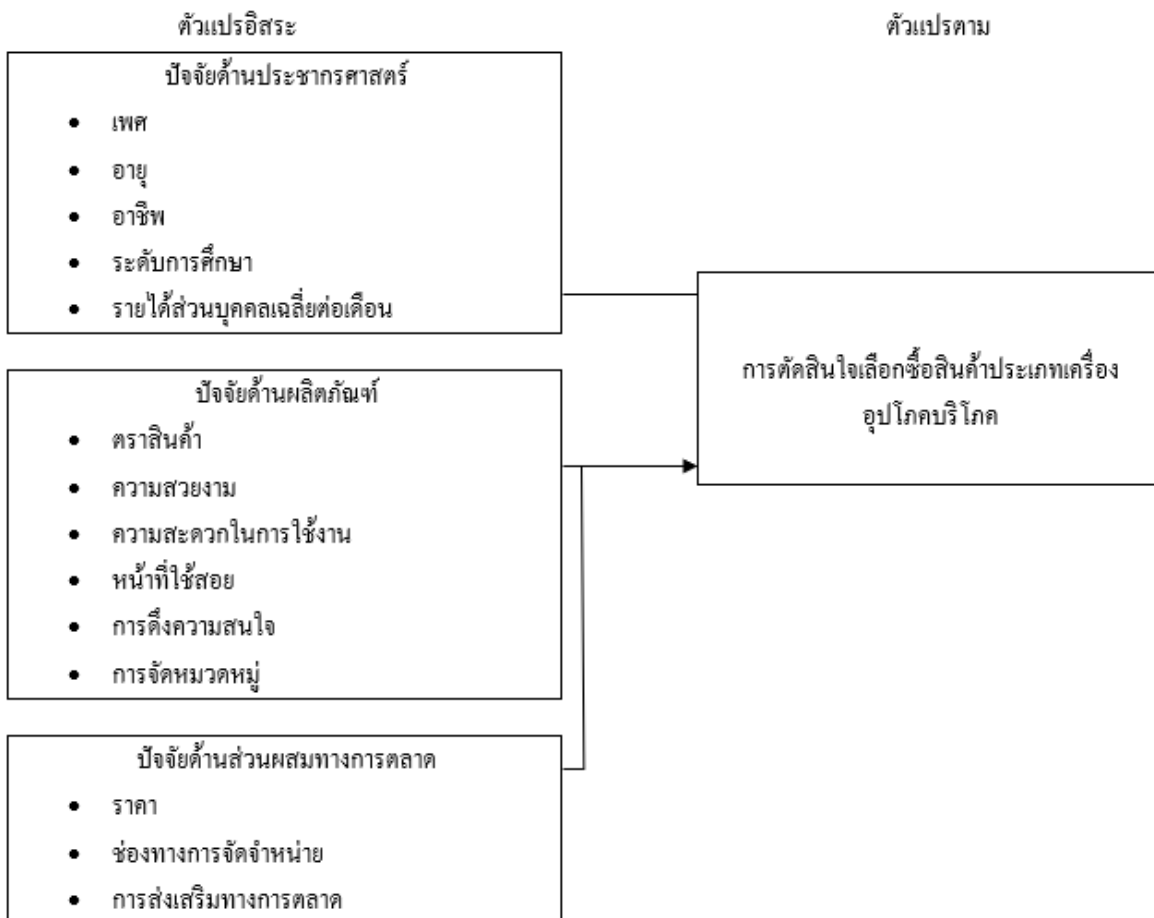 ตัวแปรอิสระ
ตัวแปรตาม
ปัจจัยด้านประชากรศาสตร์
• เพศ
• อายุ
• อาชีพ
• ระดับการศึกษา
• รายได้ส่วนบุคคลเฉลี่ยต่อเดือน
ปัจจัยด้านผลิตภัณฑ์
• ตราสินค้า
• ความสวยงาม
• ความสะดวกในการใช้งาน
• หน้าที่ใช้สอย
• การดึงความสนใจ
• การจัดหมวดหมู่
ปัจจัยด้านส่วนผสมทางการตลาด
• ราคา
• ช่องทางการจัดจำหน่าย
• การส่งเสริมทางการตลาด
การตัดสินใจเลือกซื้อสินค้าประเภทเครื่อง
อุปโภคบริโภค